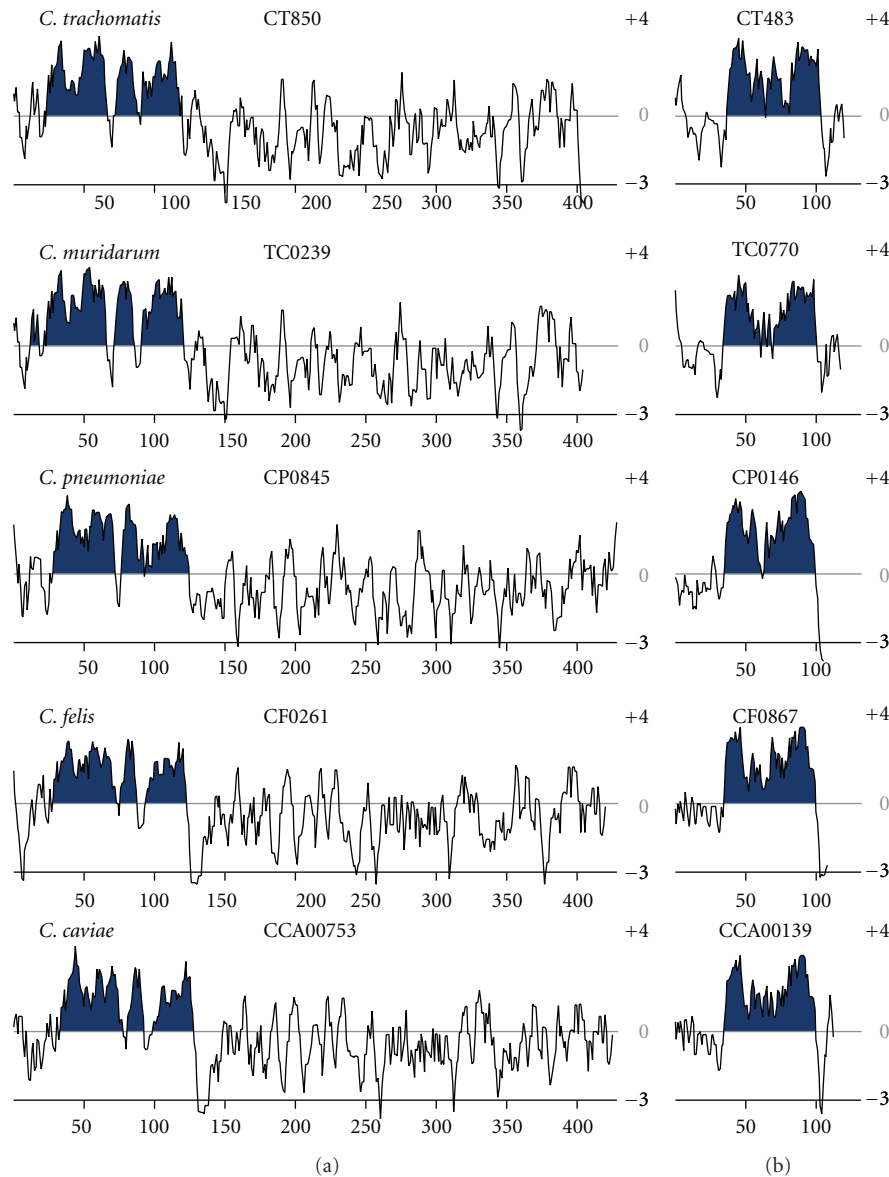 C. trachomatis CT850 +4 CT483 +4
0 0
−3 −3
50 100 150 200 250 300 350 400 50 100
C. muridarum TC0239 +4 TC0770 +4
0 0
−3 −3
50 100 150 200 250 300 350 400 50 100
C. pneumoniae CP0845 +4 CP0146 +4
0 0
−3 −3
50 100 150 200 250 300 350 400 50 100
C. felis CF0261 +4 CF0867 +4
0 0
−3 −3
50 100 150 200 250 300 350 400 50 100
C. caviae CCA00753 +4 CCA00139 +4
0 0
−3 −3
50 100 150 200 250 300 350 400 50 100
(a) (b)